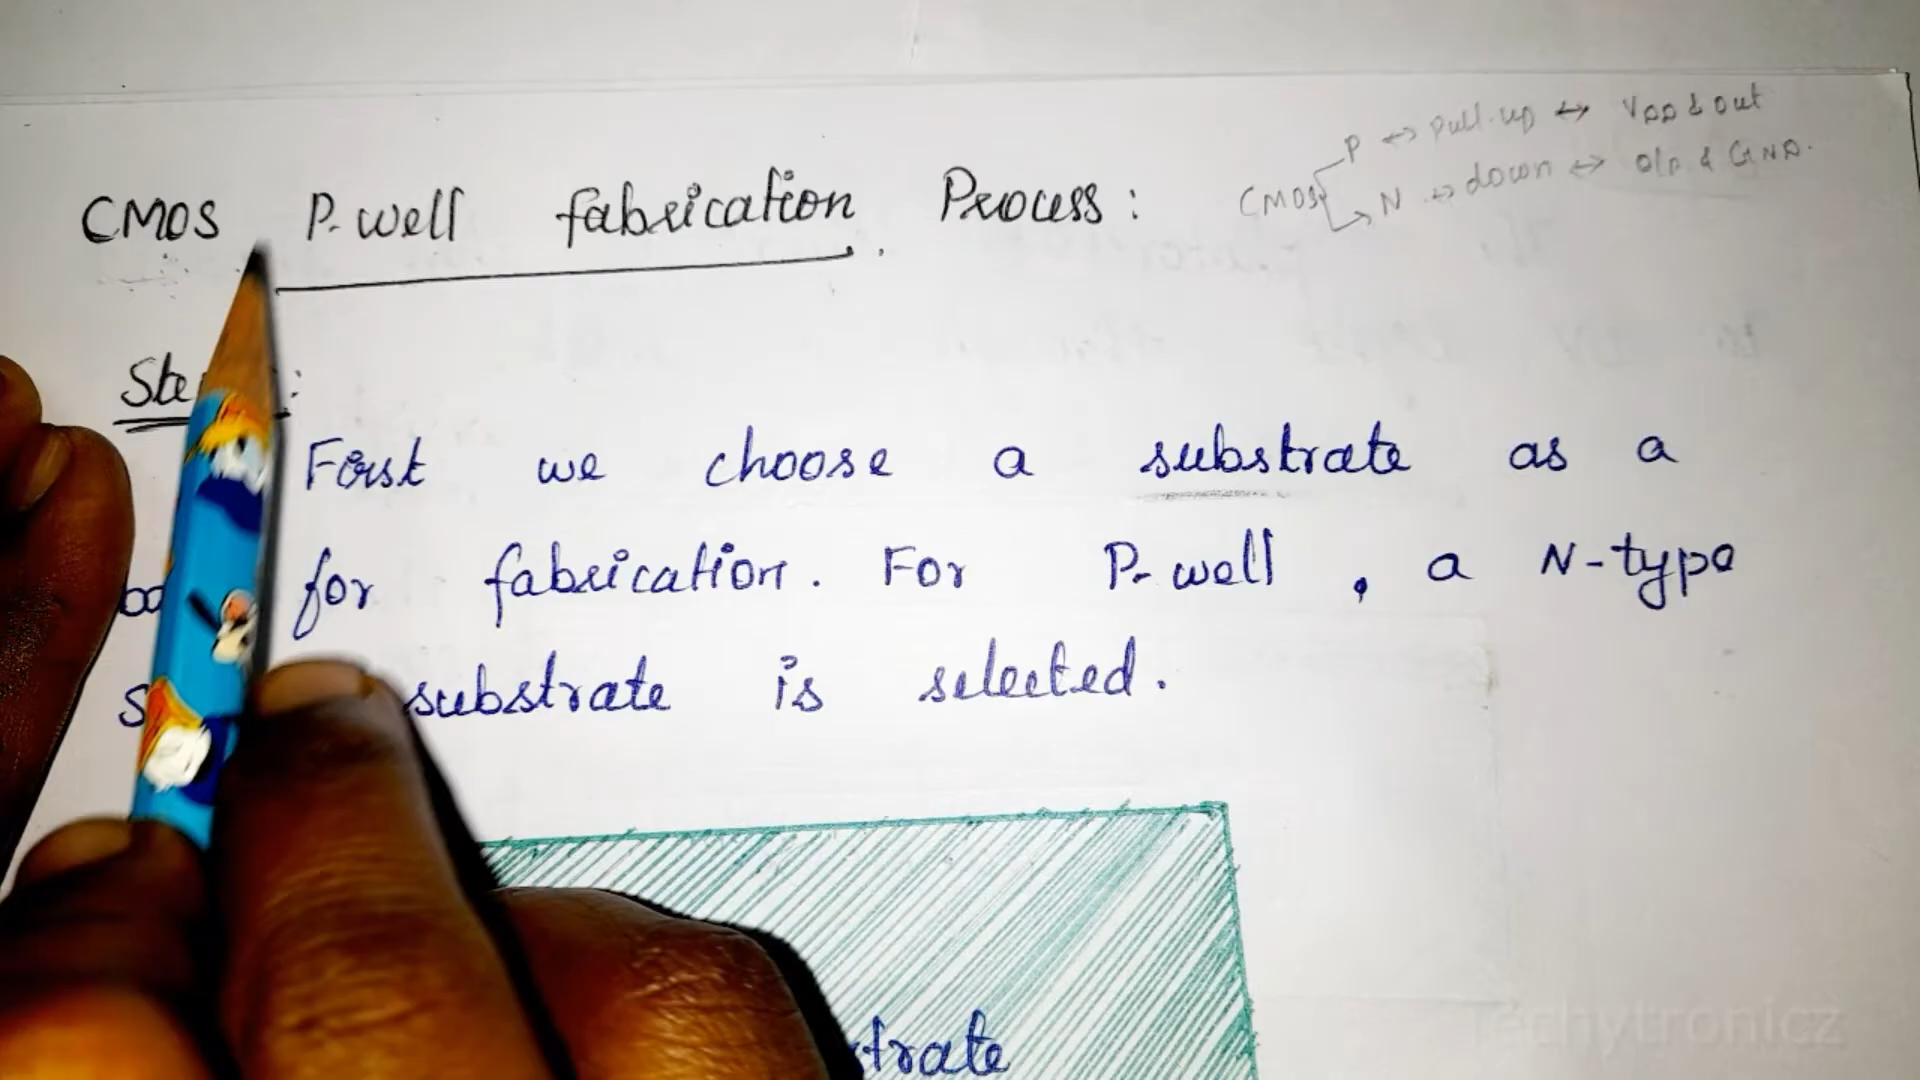 CMOS P-well fabrication Process:
CMOS P ↔ pull-up ↔ VDD & out
N ↔ down ↔ O/P & GND.
First we choose a substrate as a
for fabrication. For P-well, a N-type
substrate is selected.
strate
Techytronicz